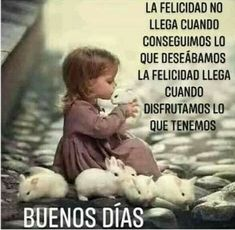 LA FELICIDAD NO
LLEGA CUANDO
CONSEGUIMOS LO
QUE DESEÁBAMOS
LA FELICIDAD LLEGA
CUANDO
DISFRUTAMOS LO
QUE TENEMOS
BUENOS DÍAS